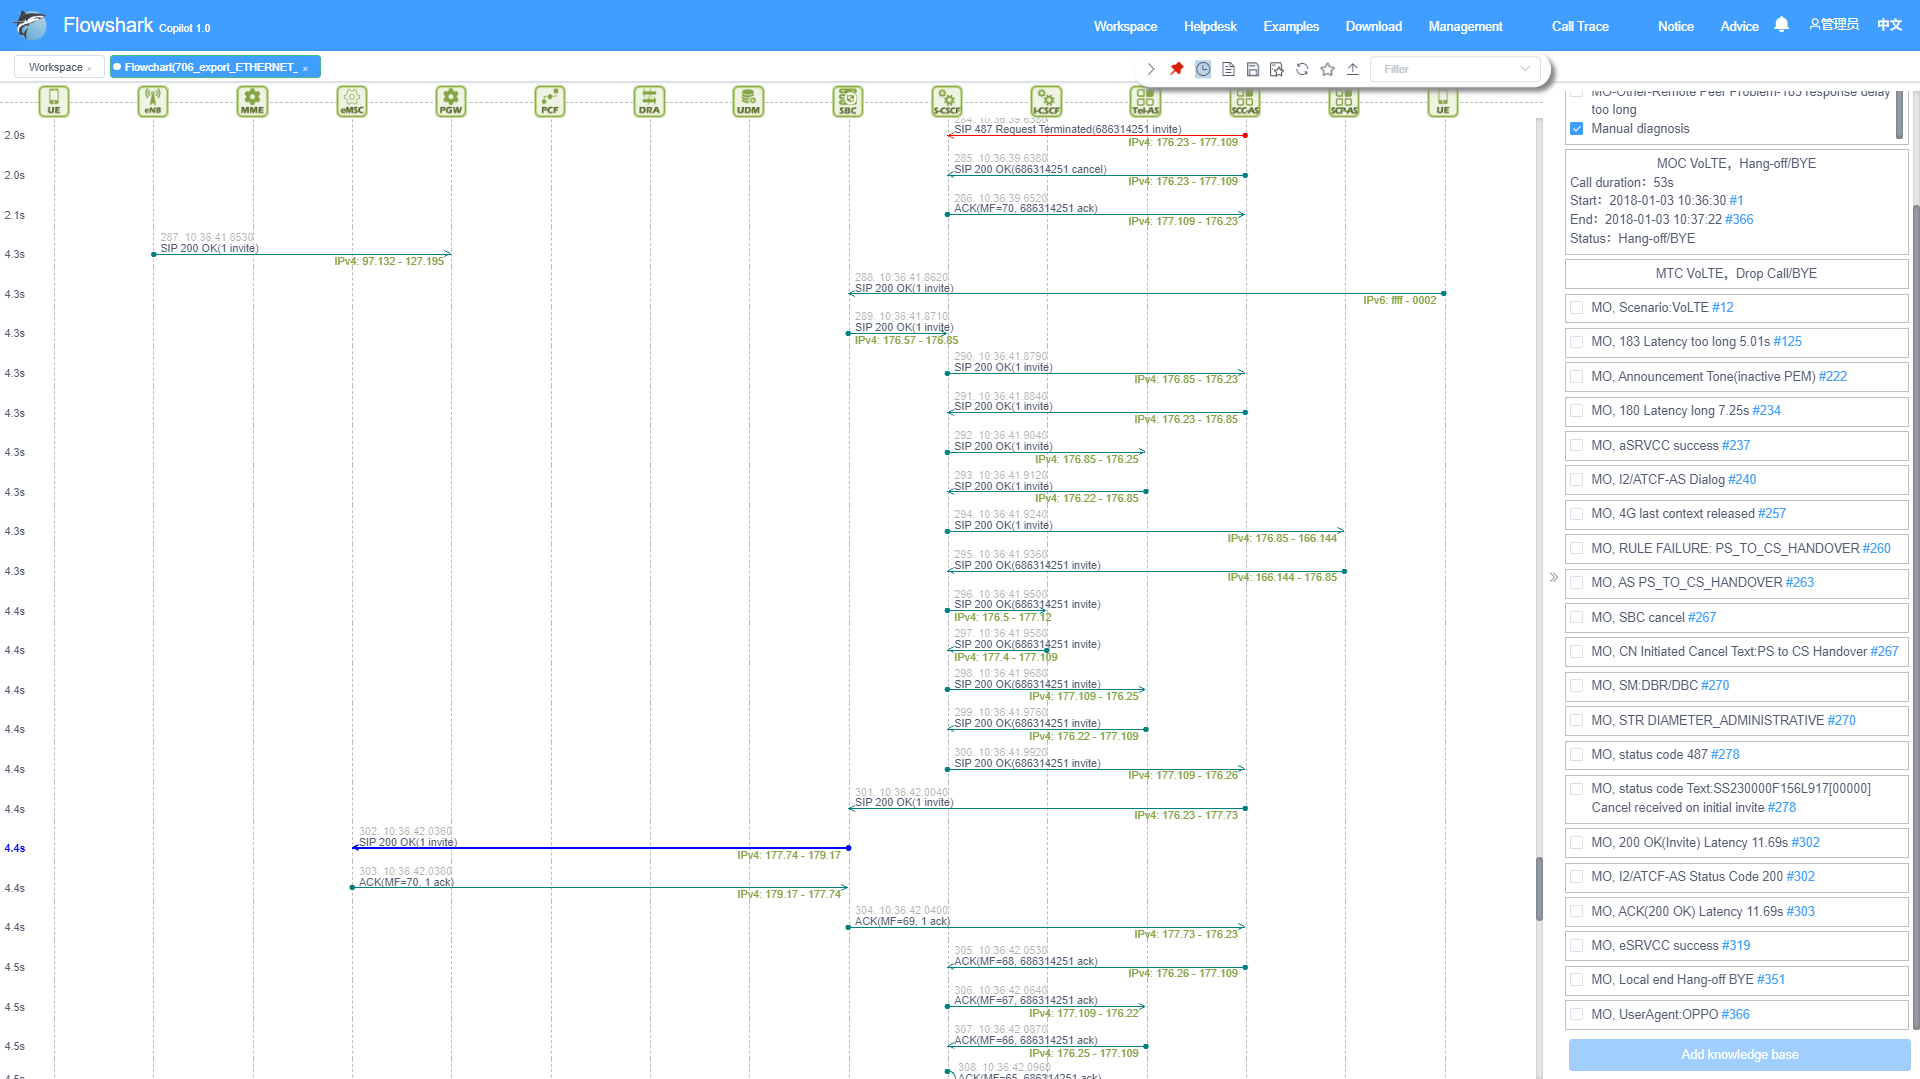 Flowshark Copilot 1.0
Workspace Helpdesk Examples Download Management Call Trace Notice Advice 管理员 中文
Workspace × Flowchart(706_export_ETHERNET_ ×
Filter
UE eNB MME eMSC PGW PCF DRA UDM SBC S-CSCF I-CSCF Tel-AS SCC-AS SCP-AS UE
284. 10:36:39.6380
2.0s SIP 487 Request Terminated(686314251 invite)
IPv4: 176.23 - 177.109
285. 10:36:39.6380
2.0s SIP 200 OK(686314251 cancel)
IPv4: 176.23 - 177.109
286. 10:36:39.6520
2.1s ACK(MF=70, 686314251 ack)
IPv4: 177.109 - 176.23
287. 10:36:41.8530
4.3s SIP 200 OK(1 invite)
IPv4: 97.132 - 127.195
288. 10:36:41.8620
4.3s SIP 200 OK(1 invite)
IPv6: ffff - 0002
289. 10:36:41.8710
4.3s SIP 200 OK(1 invite)
IPv4: 176.57 - 176.85
290. 10:36:41.8790
4.3s SIP 200 OK(1 invite)
IPv4: 176.85 - 176.23
291. 10:36:41.8840
4.3s SIP 200 OK(1 invite)
IPv4: 176.23 - 176.85
292. 10:36:41.9040
4.3s SIP 200 OK(1 invite)
IPv4: 176.85 - 176.25
293. 10:36:41.9120
4.3s SIP 200 OK(1 invite)
IPv4: 176.22 - 176.85
294. 10:36:41.9240
4.3s SIP 200 OK(1 invite)
IPv4: 176.85 - 166.144
295. 10:36:41.9360
4.3s SIP 200 OK(686314251 invite)
IPv4: 166.144 - 176.85
296. 10:36:41.9500
4.4s SIP 200 OK(686314251 invite)
IPv4: 176.5 - 177.12
297. 10:36:41.9580
4.4s SIP 200 OK(686314251 invite)
IPv4: 177.4 - 177.109
298. 10:36:41.9680
4.4s SIP 200 OK(686314251 invite)
IPv4: 177.109 - 176.25
299. 10:36:41.9760
4.4s SIP 200 OK(686314251 invite)
IPv4: 176.22 - 177.109
300. 10:36:41.9920
4.4s SIP 200 OK(686314251 invite)
IPv4: 177.109 - 176.26
301. 10:36:42.0040
4.4s SIP 200 OK(1 invite)
IPv4: 176.23 - 177.73
302. 10:36:42.0360
4.4s SIP 200 OK(1 invite)
IPv4: 177.74 - 179.17
303. 10:36:42.0380
4.4s ACK(MF=70, 1 ack)
IPv4: 179.17 - 177.74
304. 10:36:42.0400
4.4s ACK(MF=69, 1 ack)
IPv4: 177.73 - 176.23
305. 10:36:42.0530
4.5s ACK(MF=68, 686314251 ack)
IPv4: 176.26 - 177.109
306. 10:36:42.0640
4.5s ACK(MF=67, 686314251 ack)
IPv4: 177.109 - 176.22
307. 10:36:42.0870
4.5s ACK(MF=66, 686314251 ack)
IPv4: 176.25 - 177.109
308. 10:36:42.0960
4.5s ACK(MF=65, 686314251 ack)
MO-Other-Remote Peer Problem-183 response delay
too long
Manual diagnosis
MOC VoLTE，Hang-off/BYE
Call duration：53s
Start：2018-01-03 10:36:30 #1
End：2018-01-03 10:37:22 #366
Status：Hang-off/BYE
MTC VoLTE，Drop Call/BYE
MO, Scenario:VoLTE #12
MO, 183 Latency too long 5.01s #125
MO, Announcement Tone(inactive PEM) #222
MO, 180 Latency long 7.25s #234
MO, aSRVCC success #237
MO, I2/ATCF-AS Dialog #240
MO, 4G last context released #257
MO, RULE FAILURE: PS_TO_CS_HANDOVER #260
MO, AS PS_TO_CS_HANDOVER #263
MO, SBC cancel #267
MO, CN Initiated Cancel Text:PS to CS Handover #267
MO, SM:DBR/DBC #270
MO, STR DIAMETER_ADMINISTRATIVE #270
MO, status code 487 #278
MO, status code Text:SS230000F156L917[00000]
Cancel received on initial invite #278
MO, 200 OK(Invite) Latency 11.69s #302
MO, I2/ATCF-AS Status Code 200 #302
MO, ACK(200 OK) Latency 11.69s #303
MO, eSRVCC success #319
MO, Local end Hang-off BYE #351
MO, UserAgent:OPPO #366
Add knowledge base